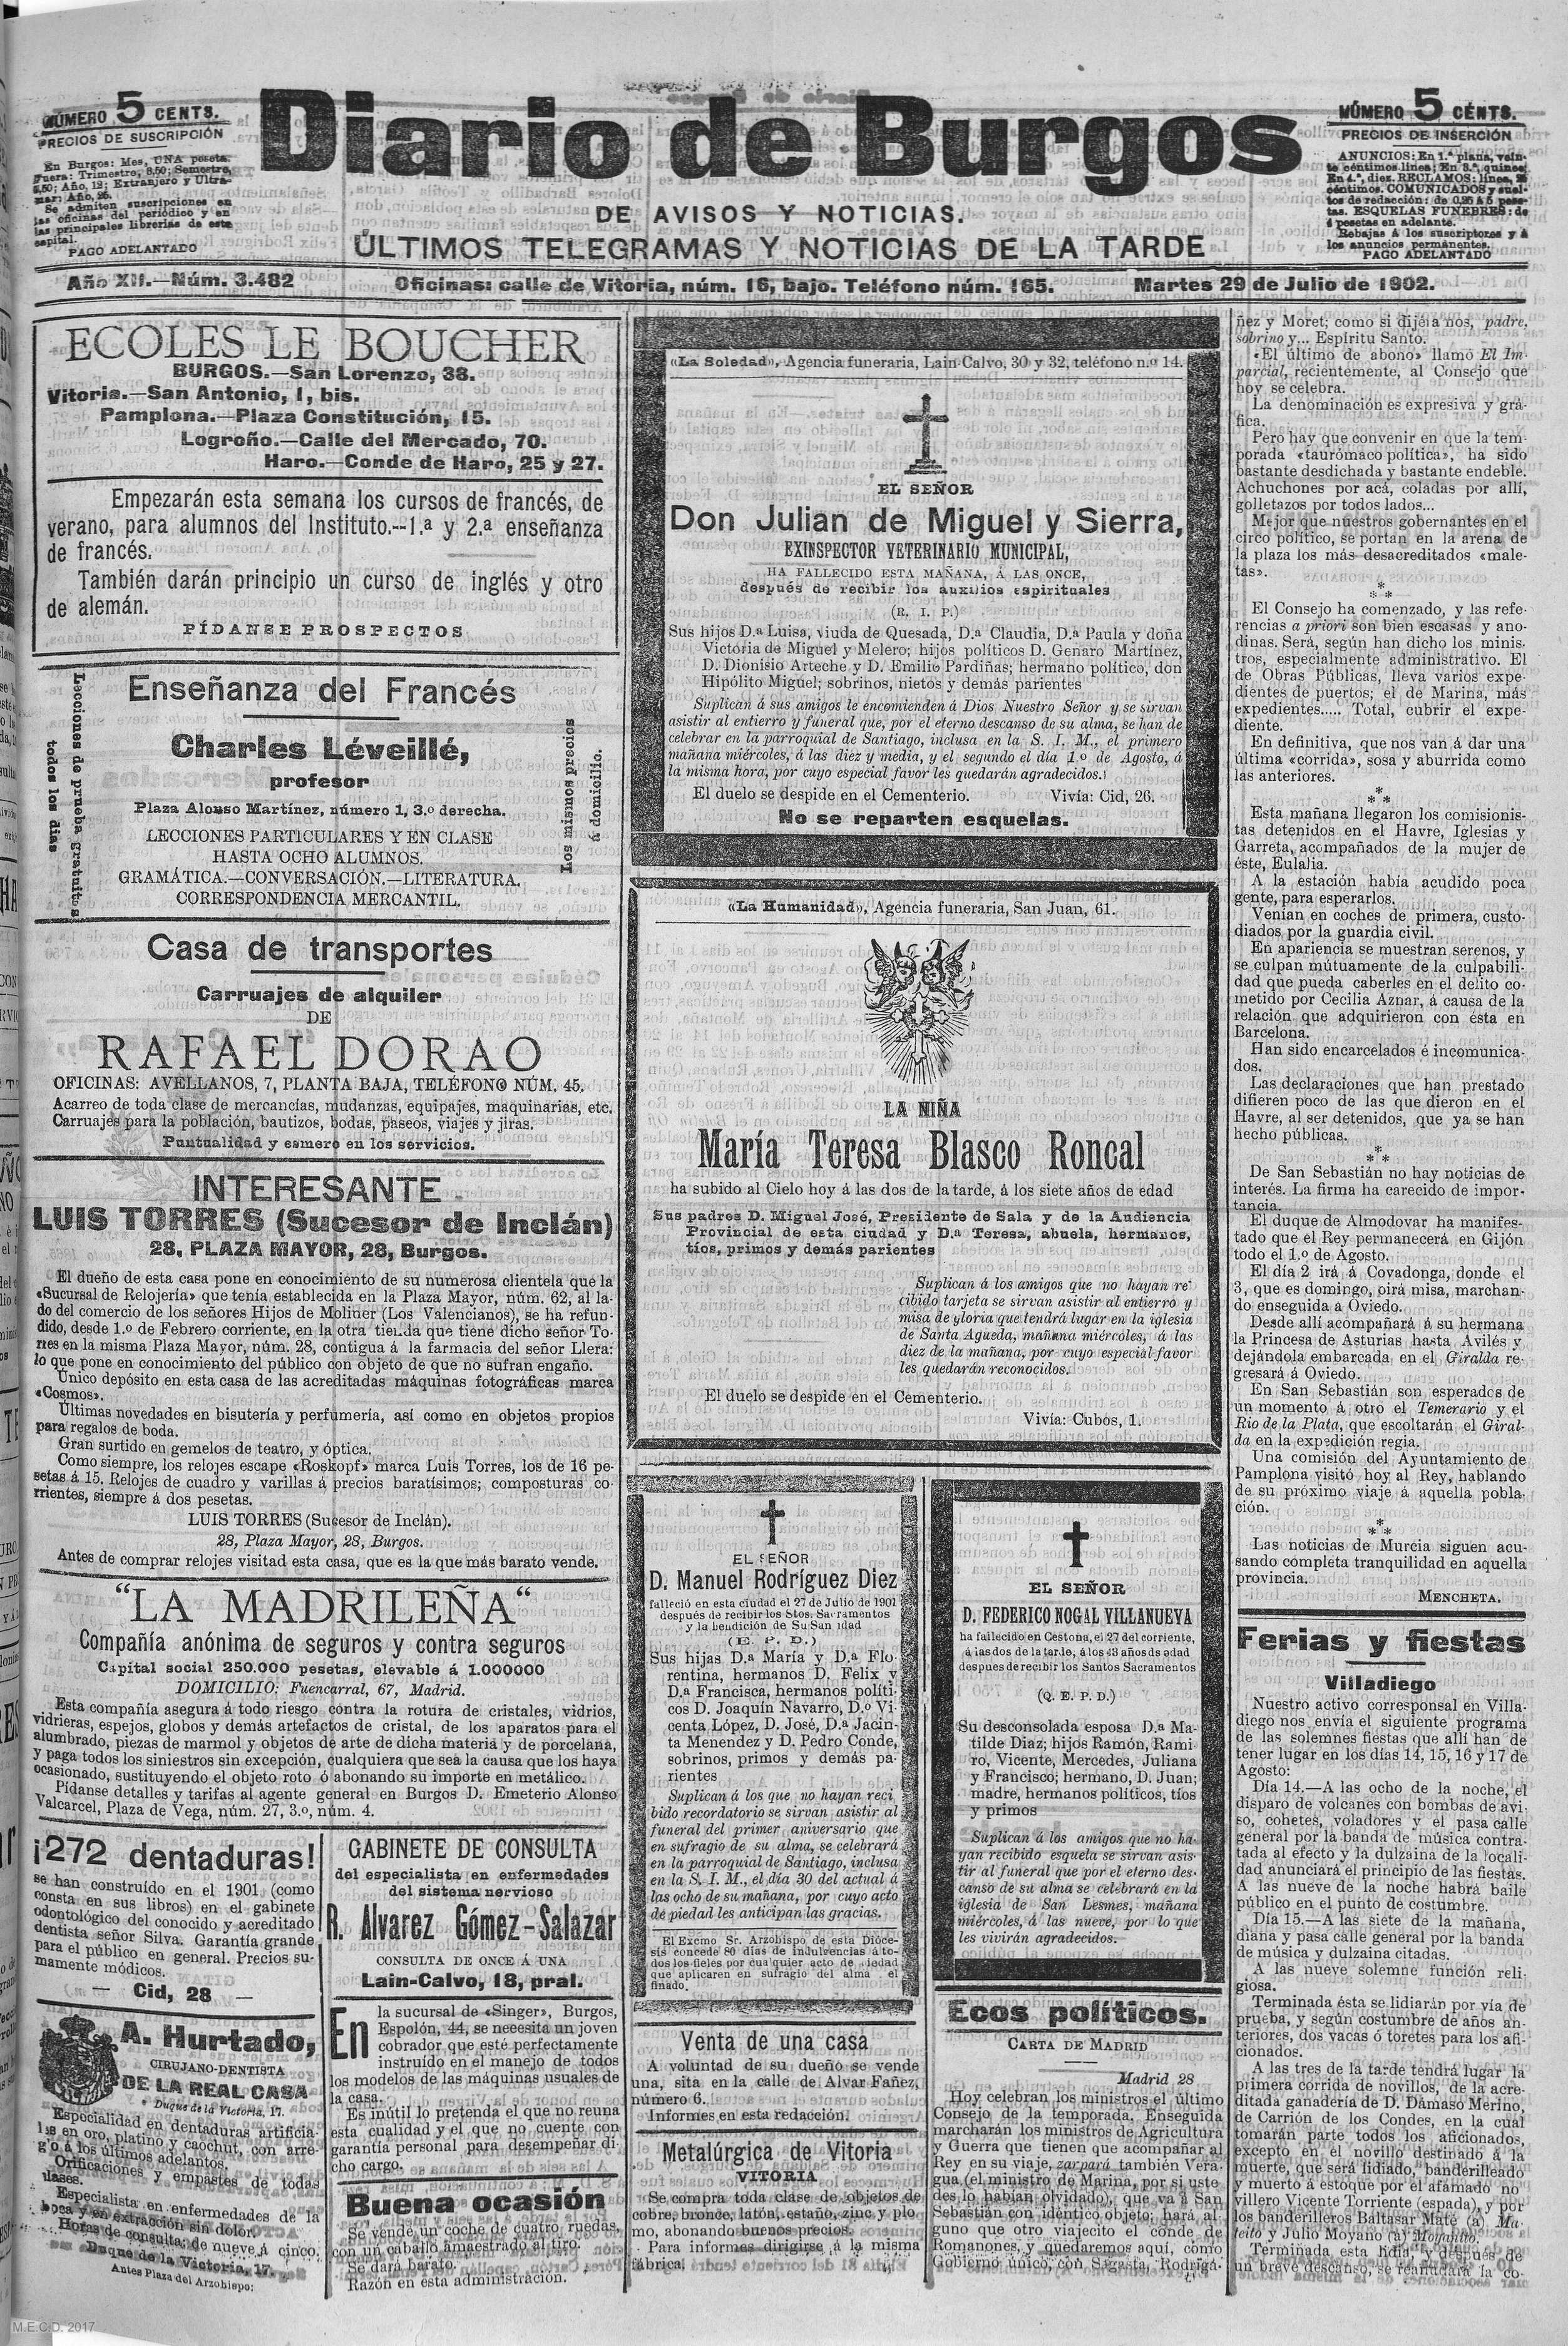 NÚMERO 5 CENTS.
PRECIOS DE SUSCRIPCIÓN
En Burgos: Mes, UNA peseta.
Fuera: Trimestre, 3,50; Semestre,
6,50; Año, 12; Extranjero y Ultra-
mar: Año, 25.
Se admiten suscripciones en
las oficinas del periódico y en
las principales librerías de esta
capital.
PAGO ADELANTADO
Diario de Burgos
DE AVISOS Y NOTICIAS.
ÚLTIMOS TELEGRAMAS Y NOTICIAS DE LA TARDE
NÚMERO 5 CÉNTS.
PRECIOS DE INSERCIÓN
ANUNCIOS: En 1.ª plana, vein-
te céntimos línea; En 3.ª, quince;
En 4.ª, diez. RECLAMOS: línea, 25
céntimos. COMUNICADOS y suel-
tos de redacción: de 0,25 á 5 pese-
tas. ESQUELAS FÚNEBRES: de
4 pesetas en adelante.
Rebajas á los suscriptores y á
los anuncios permanentes.
PAGO ADELANTADO
Año XII.—Núm. 3.482
Oficinas: calle de Vitoria, núm. 16, bajo. Teléfono núm. 165.
Martes 29 de Julio de 1902.
ECOLES LE BOUCHER
BURGOS.—San Lorenzo, 38.
Vitoria.—San Antonio, 1, bis.
Pamplona.—Plaza Constitución, 15.
Logroño.—Calle del Mercado, 70.
Haro.—Conde de Haro, 25 y 27.
Empezarán esta semana los cursos de francés, de
verano, para alumnos del Instituto.--1.ª y 2.ª enseñanza
de francés.
También darán principio un curso de inglés y otro
de alemán.
PÍDANSE PROSPECTOS
Lecciones de prueba gratuitas
todos los días
Enseñanza del Francés
Charles Léveillé,
profesor
Plaza Alonso Martínez, número 1, 3.º derecha.
LECCIONES PARTICULARES Y EN CLASE
HASTA OCHO ALUMNOS.
GRAMÁTICA.—CONVERSACIÓN.—LITERATURA.
CORRESPONDENCIA MERCANTIL.
Los mismos precios
á domicilio.
Casa de transportes
Carruajes de alquiler
DE
RAFAEL DORAO
OFICINAS: AVELLANOS, 7, PLANTA BAJA, TELÉFONO NÚM. 45.
Acarreo de toda clase de mercancías, mudanzas, equipajes, maquinarias, etc.
Carruajes para la población, bautizos, bodas, paseos, viajes y jiras.
Puntualidad y esmero en los servicios.
INTERESANTE
LUIS TORRES (Sucesor de Inclán)
28, PLAZA MAYOR, 28, Burgos.
El dueño de esta casa pone en conocimiento de su numerosa clientela que la
«Sucursal de Relojería» que tenía establecida en la Plaza Mayor, núm. 62, al la-
do del comercio de los señores Hijos de Moliner (Los Valencianos), se ha refun-
dido, desde 1.º de Febrero corriente, en la otra tienda que tiene dicho señor To-
rres en la misma Plaza Mayor, núm. 28, contigua á la farmacia del señor Llera:
lo que pone en conocimiento del público con objeto de que no sufran engaño.
Único depósito en esta casa de las acreditadas máquinas fotográficas marca
«Cosmos».
Últimas novedades en bisutería y perfumería, así como en objetos propios
para regalos de boda.
Gran surtido en gemelos de teatro, y óptica.
Como siempre, los relojes escape «Roskopf» marca Luis Torres, los de 16 pe-
setas á 15. Relojes de cuadro y varillas á precios baratísimos; composturas co-
rrientes, siempre á dos pesetas.
LUIS TORRES (Sucesor de Inclán).
28, Plaza Mayor, 28, Burgos.
Antes de comprar relojes visitad esta casa, que es la que más barato vende.
"LA MADRILEÑA"
Compañía anónima de seguros y contra seguros
Capital social 250.000 pesetas, elevable á 1.000000
DOMICILIO: Fuencarral, 67, Madrid.
Esta compañía asegura á todo riesgo contra la rotura de cristales, vidrios,
vidrieras, espejos, globos y demás artefactos de cristal, de los aparatos para el
alumbrado, piezas de marmol y objetos de arte de dicha materia y de porcelana,
y paga todos los siniestros sin excepción, cualquiera que sea la causa que los haya
ocasionado, sustituyendo el objeto roto ó abonando su importe en metálico.
Pídanse detalles y tarifas al agente general en Burgos D. Emeterio Alonso
Valcarcel, Plaza de Vega, núm. 27, 3.º, núm. 4.
¡272 dentaduras!
se han construído en el 1901 (como
consta en sus libros) en el gabinete
odontológico del conocido y acreditado
dentista señor Silva. Garantía grande
para el público en general. Precios su-
mamente módicos.
— Cid, 28 —
A. Hurtado,
CIRUJANO-DENTISTA
DE LA REAL CASA
Duque de la Victoria, 17.
Especialidad en dentaduras artificia-
les en oro, platino y caochut, con arre-
glo á los últimos adelantos.
Orificaciones y empastes de todas
clases.
Especialista en enfermedades de la
boca y en extracción sin dolor.
Horas de consulta: de nueve á cinco.
Duque de la Victoria, 17.
Antes Plaza del Arzobispo:
GABINETE DE CONSULTA
del especialista en enfermedades
del sistema nervioso
R. Alvarez Gómez-Salazar
CONSULTA DE ONCE Á UNA
Lain-Calvo, 18, pral.
En la sucursal de «Singer», Burgos,
Espolón, 44, se necesita un joven
cobrador que esté perfectamente
instruído en el manejo de todos
los modelos de las máquinas usuales de
la casa.
Es inútil lo pretenda el que no reuna
esta cualidad y el que no cuente con
garantía personal para desempeñar di-
cho cargo.
Buena ocasión
Se vende un coche de cuatro ruedas,
con un caballo amaestrado al tiro.
Se dará barato.
Razón en esta administración.
«La Soledad», Agencia funeraria, Lain-Calvo, 30 y 32, teléfono n.º 14.
EL SEÑOR
Don Julian de Miguel y Sierra,
EXINSPECTOR VETERINARIO MUNICIPAL,
HA FALLECIDO ESTA MAÑANA, Á LAS ONCE,
después de recibir los auxilios espirituales
(R. I. P.)
Sus hijos D.ª Luisa, viuda de Quesada, D.ª Claudia, D.ª Paula y doña
Victoria de Miguel y Melero; hijos políticos D. Genaro Martínez,
D. Dionisio Arteche y D. Emilio Pardiñas; hermano político, don
Hipólito Miguel; sobrinos, nietos y demás parientes
Suplican á sus amigos le encomienden á Dios Nuestro Señor y se sirvan
asistir al entierro y funeral que, por el eterno descanso de su alma, se han de
celebrar en la parroquial de Santiago, inclusa en la S. I. M., el primero
mañana miércoles, á las diez y media, y el segundo el día 1.º de Agosto, á
la misma hora, por cuyo especial favor les quedarán agradecidos.
El duelo se despide en el Cementerio. Vivía: Cid, 26.
No se reparten esquelas.
«La Humanidad», Agencia funeraria, San Juan, 61.
LA NIÑA
María Teresa Blasco Roncal
ha subido al Cielo hoy á las dos de la tarde, á los siete años de edad
Sus padres D. Miguel José, Presidente de Sala y de la Audiencia
Provincial de esta ciudad y D.ª Teresa, abuela, hermanos,
tíos, primos y demás parientes
Suplican á los amigos que no hayan re-
cibido tarjeta se sirvan asistir al entierro y
misa de gloria que tendrá lugar en la iglesia
de Santa Agueda, mañana miércoles, á las
diez de la mañana, por cuyo especial favor
les quedarán reconocidos.
El duelo se despide en el Cementerio.
Vivía: Cubos, 1.
EL SEÑOR
D. Manuel Rodríguez Diez
falleció en esta ciudad el 27 de Julio de 1901
después de recibir los Stos. Sacramentos
y la bendición de Su Santidad
(E. P. D.)
Sus hijas D.ª María y D.ª Flo-
rentina, hermanos D. Felix y
D.ª Francisca, hermanos políti-
cos D. Joaquín Navarro, D.º Vi-
centa López, D. José, D.ª Jacin-
ta Menendez y D. Pedro Conde,
sobrinos, primos y demás pa-
rientes
Suplican á los que no hayan reci
bido recordatorio se sirvan asistir al
funeral del primer aniversario que
en sufragio de su alma, se celebrará
en la parroquial de Santiago, inclusa
en la S. I. M., el día 30 del actual á
las ocho de su mañana, por cuyo acto
de piedad les anticipan las gracias.
El Excmo Sr. Arzobispo de esta Dióce-
sis concede 80 días de indulgencias á to-
dos los fieles por cualquier acto de piedad
que aplicaren en sufragio del alma del
finado.
Venta de una casa
A voluntad de su dueño se vende
una, sita en la calle de Alvar Fañez,
número 6.
Informes en esta redacción.
Metalúrgica de Vitoria
VITORIA
Se compra toda clase de objetos de
cobre, bronce, latón, estaño, zinc y plo-
mo, abonando buenos precios.
Para informes dirigirse á la misma
fábrica.
EL SEÑOR
D. FEDERICO NOGAL VILLANUEVA
ha fallecido en Cestona, el 27 del corriente,
á las dos de la tarde, á los 43 años de edad
despues de recibir los Santos Sacramentos
(Q. E. P. D.)
Su desconsolada esposa D.ª Ma-
tilde Diaz; hijos Ramón, Rami-
ro, Vicente, Mercedes, Juliana
y Francisco; hermano, D. Juan;
madre, hermanos políticos, tíos
y primos
Suplican á los amigos que no ha-
yan recibido esquela se sirvan asis-
tir al funeral que por el eterno des-
canso de su alma se celebrará en la
iglesia de San Lesmes, mañana
miércoles, á las nueve, por lo que
les vivirán agradecidos.
Ecos políticos.
CARTA DE MADRID
Madrid 28
Hoy celebran los ministros el último
Consejo de la temporada. Enseguida
marcharán los ministros de Agricultura
y Guerra que tienen que acompañar al
Rey en su viaje, zarpará también Vera-
gua (el ministro de Marina, por si uste
des lo habían olvidado), que va á San
Sebastián con idéntico objeto; hará al
guno que otro viajecito el conde de
Romanones, y quedaremos aquí, como
Gobierno único, con Sagasta, Rodrigá-
ñez y Moret; como si dijéramos, padre,
sobrino y... Espíritu Santo.
«El último de abono» llamó El Im-
parcial, recientemente, al Consejo que
hoy se celebra.
La denominación es expresiva y grá-
fica.
Pero hay que convenir en que la tem-
porada «taurómaco política», ha sido
bastante desdichada y bastante endeble.
Achuchones por acá, coladas por allí,
golletazos por todos lados...
Mejor que nuestros gobernantes en el
circo político, se portan en la arena de
la plaza los más desacreditados «male-
tas».
***
El Consejo ha comenzado, y las refe-
rencias a priori son bien escasas y ano-
dinas. Será, según han dicho los minis-
tros, especialmente administrativo. El
de Obras Públicas, lleva varios expe-
dientes de puertos; el de Marina, más
expedientes..... Total, cubrir el expe-
diente.
En definitiva, que nos van á dar una
última «corrida», sosa y aburrida como
las anteriores.
***
Esta mañana llegaron los comisionis-
tas detenidos en el Havre, Iglesias y
Garreta, acompañados de la mujer de
éste, Eulalia.
A la estación había acudido poca
gente, para esperarlos.
Venían en coches de primera, custo-
diados por la guardia civil.
En apariencia se muestran serenos, y
se culpan mútuamente de la culpabili-
dad que pueda caberles en el delito co-
metido por Cecilia Aznar, á causa de la
relación que adquirieron con ésta en
Barcelona.
Han sido encarcelados é incomunica-
dos.
Las declaraciones que han prestado
difieren poco de las que dieron en el
Havre, al ser detenidos, que ya se han
hecho públicas.
***
De San Sebastián no hay noticias de
interés. La firma ha carecido de impor-
tancia.
El duque de Almodovar ha manifes-
tado que el Rey permanecerá en Gijón
todo el 1.º de Agosto.
El día 2 irá á Covadonga, donde el
3, que es domingo, oirá misa, marchan-
do enseguida á Oviedo.
Desde allí acompañará á su hermana
la Princesa de Asturias hasta Avilés y
dejándola embarcada en el Giralda re-
gresará á Oviedo.
En San Sebastián son esperados de
un momento á otro el Temerario y el
Rio de la Plata, que escoltarán el Giral-
da en la expedición regia.
Una comisión del Ayuntamiento de
Pamplona visitó hoy al Rey, hablando
de su próximo viaje á aquella pobla-
ción.
***
Las noticias de Murcia siguen acu-
sando completa tranquilidad en aquella
provincia.
MENCHETA.
Ferias y fiestas
Villadiego
Nuestro activo corresponsal en Villa-
diego nos envía el siguiente programa
de las solemnes fiestas que allí han de
tener lugar en los días 14, 15, 16 y 17 de
Agosto:
Día 14.—A las ocho de la noche, el
disparo de volcanes con bombas de avi-
so, cohetes, voladores y el pasa calle
general por la banda de música contra-
tada al efecto y la dulzaina de la locali-
dad anunciará el principio de las fiestas.
A las nueve de la noche habrá baile
público en el punto de costumbre.
Día 15.—A las siete de la mañana,
diana y pasa calle general por la banda
de música y dulzaina citadas.
A las nueve solemne función reli-
giosa.
Terminada ésta se lidiarán por vía de
prueba, y según costumbre de años an-
teriores, dos vacas ó toretes para los afi-
cionados.
A las tres de la tarde tendrá lugar la
primera corrida de novillos, de la acre-
ditada ganadería de D. Dámaso Merino,
de Carrión de los Condes, en la cual
tomarán parte todos los aficionados,
excepto en el novillo destinado á la
muerte, que será lidiado, banderilleado
y muerto á estoque por el afamado no
villero Vicente Torriente (espada), y por
los banderilleros Baltasar Maté (a) Ma-
teito y Julio Moyano (a) Moyanito.
Terminada esta lidia, y después de
un breve descanso, se reanudará la co-
M.E.C.D. 2017